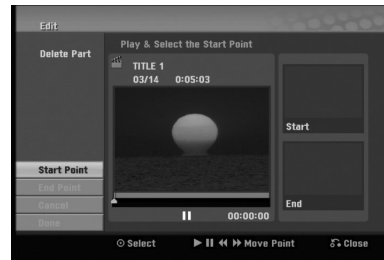 Edit
Delete Part
Play & Select the Start Point
TITLE 1
03/14 0:05:03
Start
Start Point
End Point
End
Cancel
00:00:00
Done
Select Move Point Close